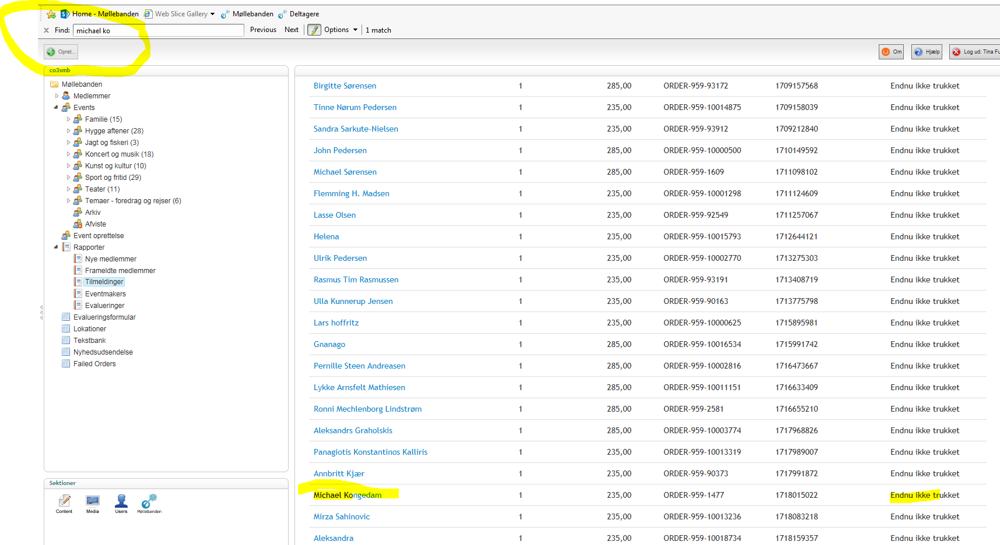 Home - Møllebanden Web Slice Gallery Møllebanden Deltagere
x Find: michael ko Previous Next Options 1 match
Opret... Om Hjælp Log ud: Tina Fu
co3smb
Møllebanden
Medlemmer
Events
Familie (15)
Hygge aftener (28)
Jagt og fiskeri (3)
Koncert og musik (18)
Kunst og kultur (10)
Sport og fritid (29)
Teater (11)
Temaer - foredrag og rejser (6)
Arkiv
Afviste
Event oprettelse
Rapporter
Nye medlemmer
Frameldte medlemmer
Tilmeldinger
Eventmakers
Evalueringer
Evalueringsformular
Lokationer
Tekstbank
Nyhedsudsendelse
Failed Orders
Sektioner
Content Media Users Møllebanden
Birgitte Sørensen 1 285,00 ORDER-959-93172 1709157568 Endnu ikke trukket
Tinne Nørum Pedersen 1 235,00 ORDER-959-10014875 1709158039 Endnu ikke trukket
Sandra Sarkute-Nielsen 1 235,00 ORDER-959-93912 1709212840 Endnu ikke trukket
John Pedersen 1 285,00 ORDER-959-10000500 1710149592 Endnu ikke trukket
Michael Sørensen 1 285,00 ORDER-959-1609 1711098102 Endnu ikke trukket
Flemming H. Madsen 1 235,00 ORDER-959-10001298 1711124609 Endnu ikke trukket
Lasse Olsen 1 235,00 ORDER-959-92549 1711257067 Endnu ikke trukket
Helena 1 235,00 ORDER-959-10015793 1712644121 Endnu ikke trukket
Ulrik Pedersen 1 235,00 ORDER-959-10002770 1713275303 Endnu ikke trukket
Rasmus Tim Rasmussen 1 235,00 ORDER-959-93191 1713408719 Endnu ikke trukket
Ulla Kunnerup Jensen 1 235,00 ORDER-959-90163 1713775798 Endnu ikke trukket
Lars hoffritz 1 235,00 ORDER-959-10000625 1715895981 Endnu ikke trukket
Gnanago 1 285,00 ORDER-959-10016534 1715991742 Endnu ikke trukket
Pernille Steen Andreasen 1 285,00 ORDER-959-10002816 1716473667 Endnu ikke trukket
Lykke Arnsfelt Mathiesen 1 285,00 ORDER-959-10011151 1716633409 Endnu ikke trukket
Ronni Mechlenborg Lindstrøm 1 285,00 ORDER-959-2581 1716655210 Endnu ikke trukket
Aleksandrs Graholskis 1 285,00 ORDER-959-10003774 1717968826 Endnu ikke trukket
Panagiotis Konstantinos Kalliris 1 235,00 ORDER-959-10013319 1717989007 Endnu ikke trukket
Annbritt Kjær 1 235,00 ORDER-959-90373 1717991872 Endnu ikke trukket
Michael Kongedam 1 235,00 ORDER-959-1477 1718015022 Endnu ikke trukket
Mirza Sahinovic 1 235,00 ORDER-959-10013236 1718083218 Endnu ikke trukket
Aleksandra 1 235,00 ORDER-959-10018734 1718159357 Endnu ikke trukket